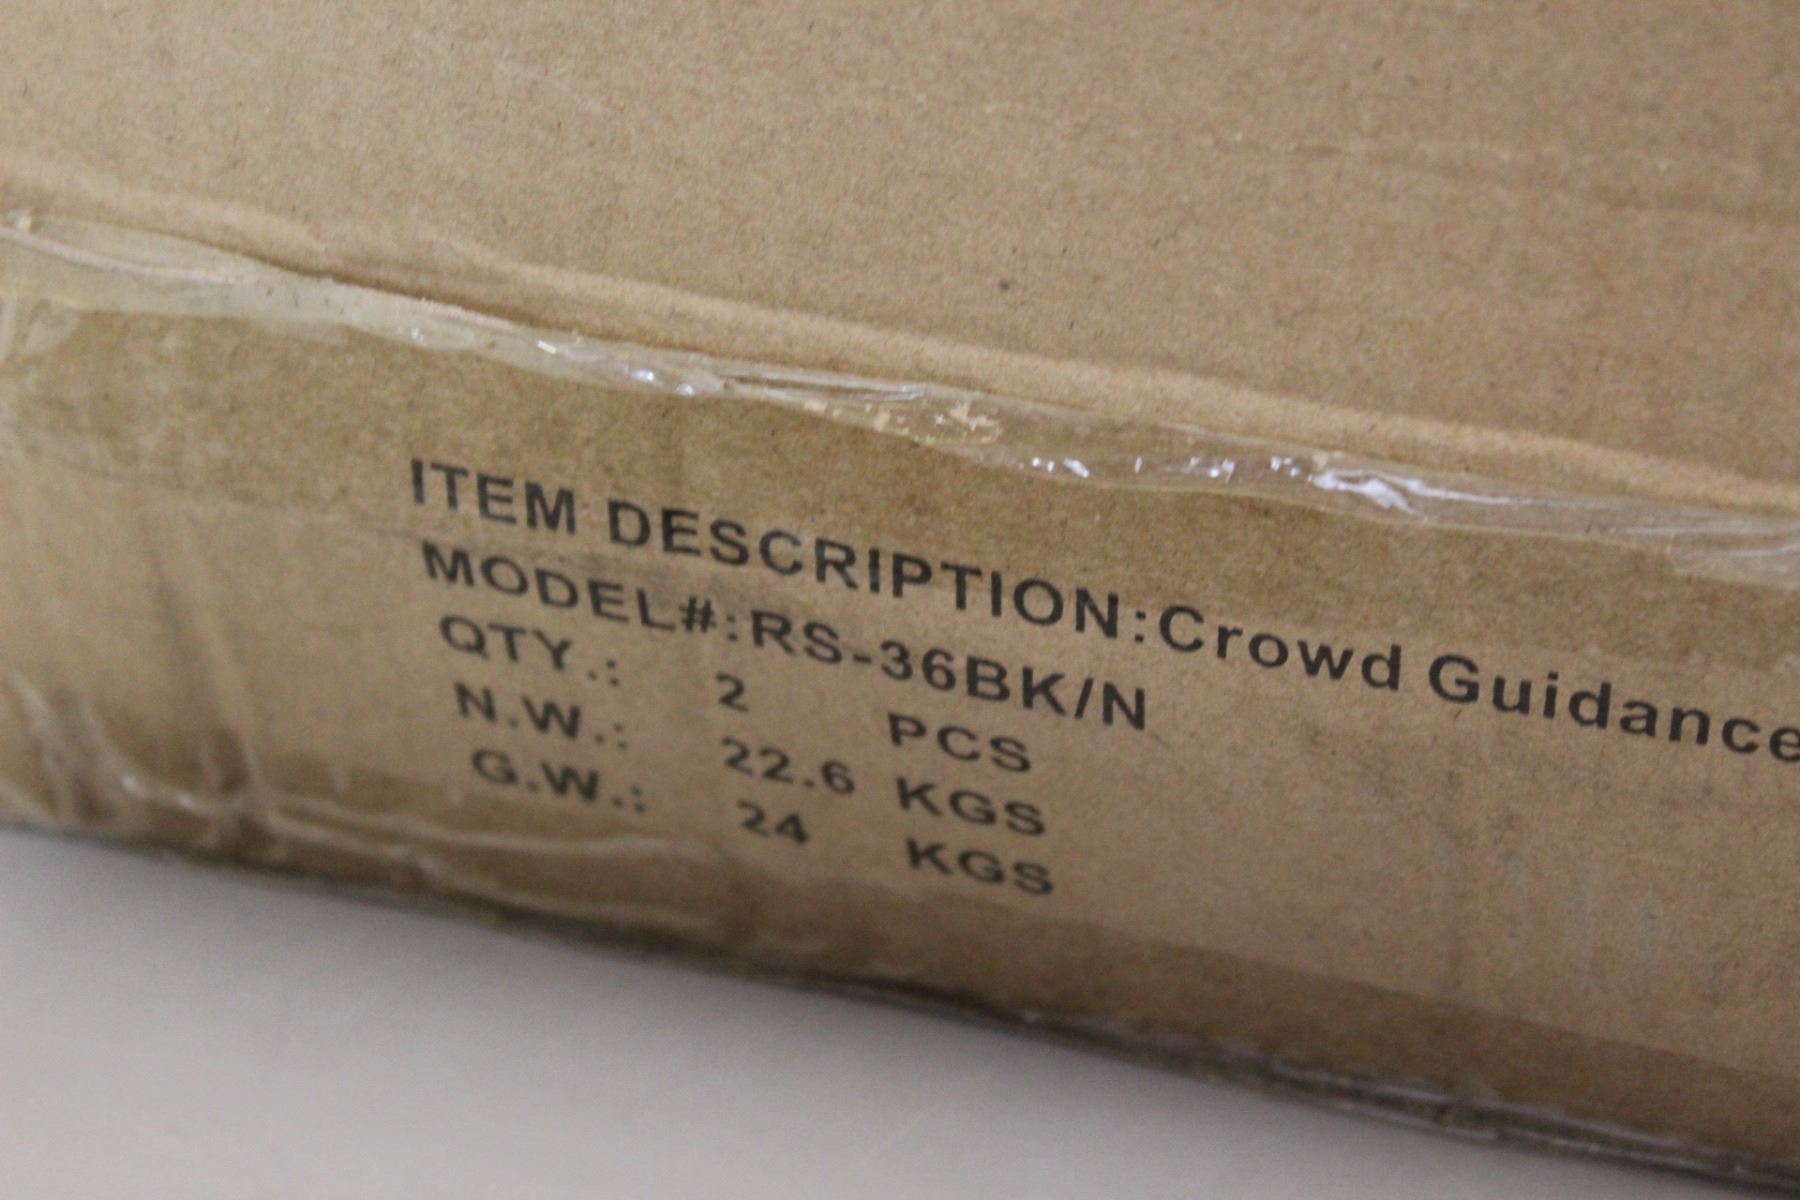 ITEM DESCRIPTION:Crowd Guidance
MODEL#:RS-36BK/N
QTY.: 2 PCS
N.W.: 22.6 KGS
G.W.: 24 KGS